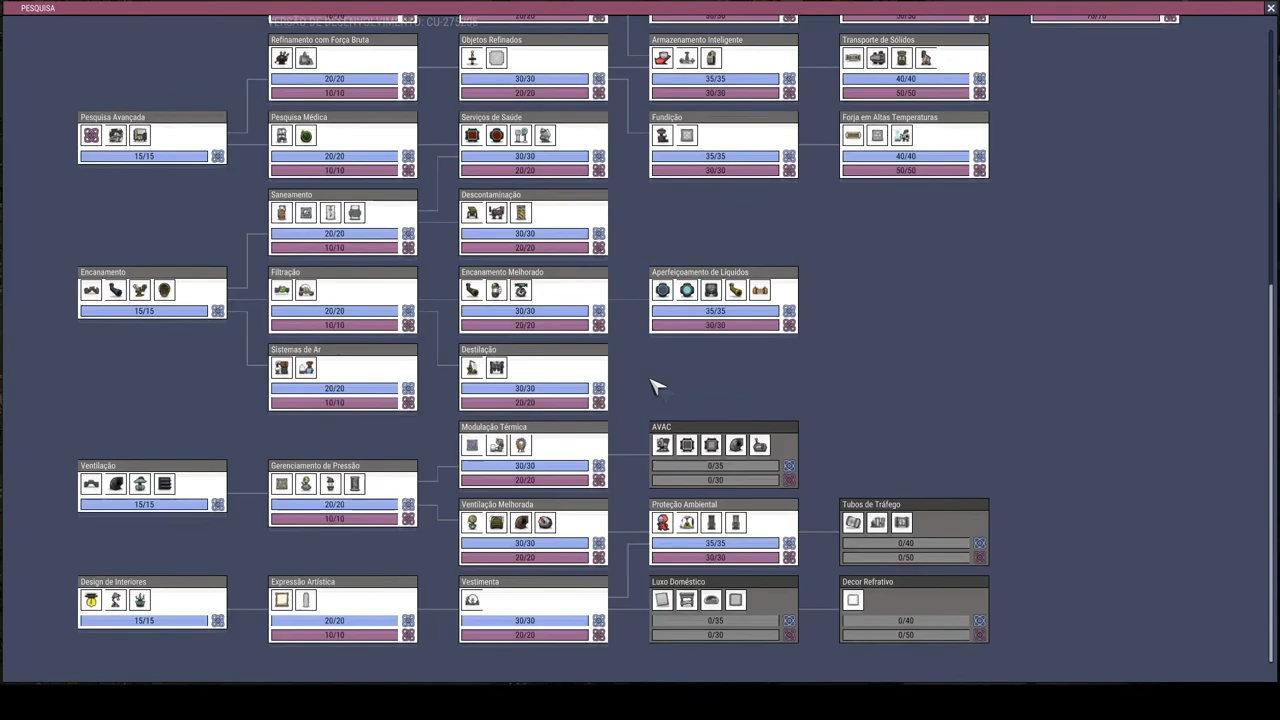 PESQUISA
VERSÃO DE DESENVOLVIMENTO: CU-275206
70/70
Refinamento com Força Bruta
20/20
10/10
Objetos Refinados
30/30
20/20
Armazenamento Inteligente
35/35
30/30
Transporte de Sólidos
40/40
50/50
Pesquisa Avançada
15/15
Pesquisa Médica
20/20
10/10
Serviços de Saúde
30/30
20/20
Fundição
35/35
30/30
Forja em Altas Temperaturas
40/40
50/50
Saneamento
20/20
10/10
Descontaminação
30/30
20/20
Encanamento
15/15
Filtração
20/20
10/10
Encanamento Melhorado
30/30
20/20
Aperfeiçoamento de Líquidos
35/35
30/30
Sistemas de Ar
20/20
10/10
Destilação
30/30
20/20
Modulação Térmica
30/30
20/20
AVAC
0/35
0/30
Ventilação
15/15
Gerenciamento de Pressão
20/20
10/10
Ventilação Melhorada
30/30
20/20
Proteção Ambiental
35/35
30/30
Tubos de Tráfego
0/40
0/50
Design de Interiores
15/15
Expressão Artística
20/20
10/10
Vestimenta
30/30
20/20
Luxo Doméstico
0/35
0/30
Decor Refrativo
0/40
0/50